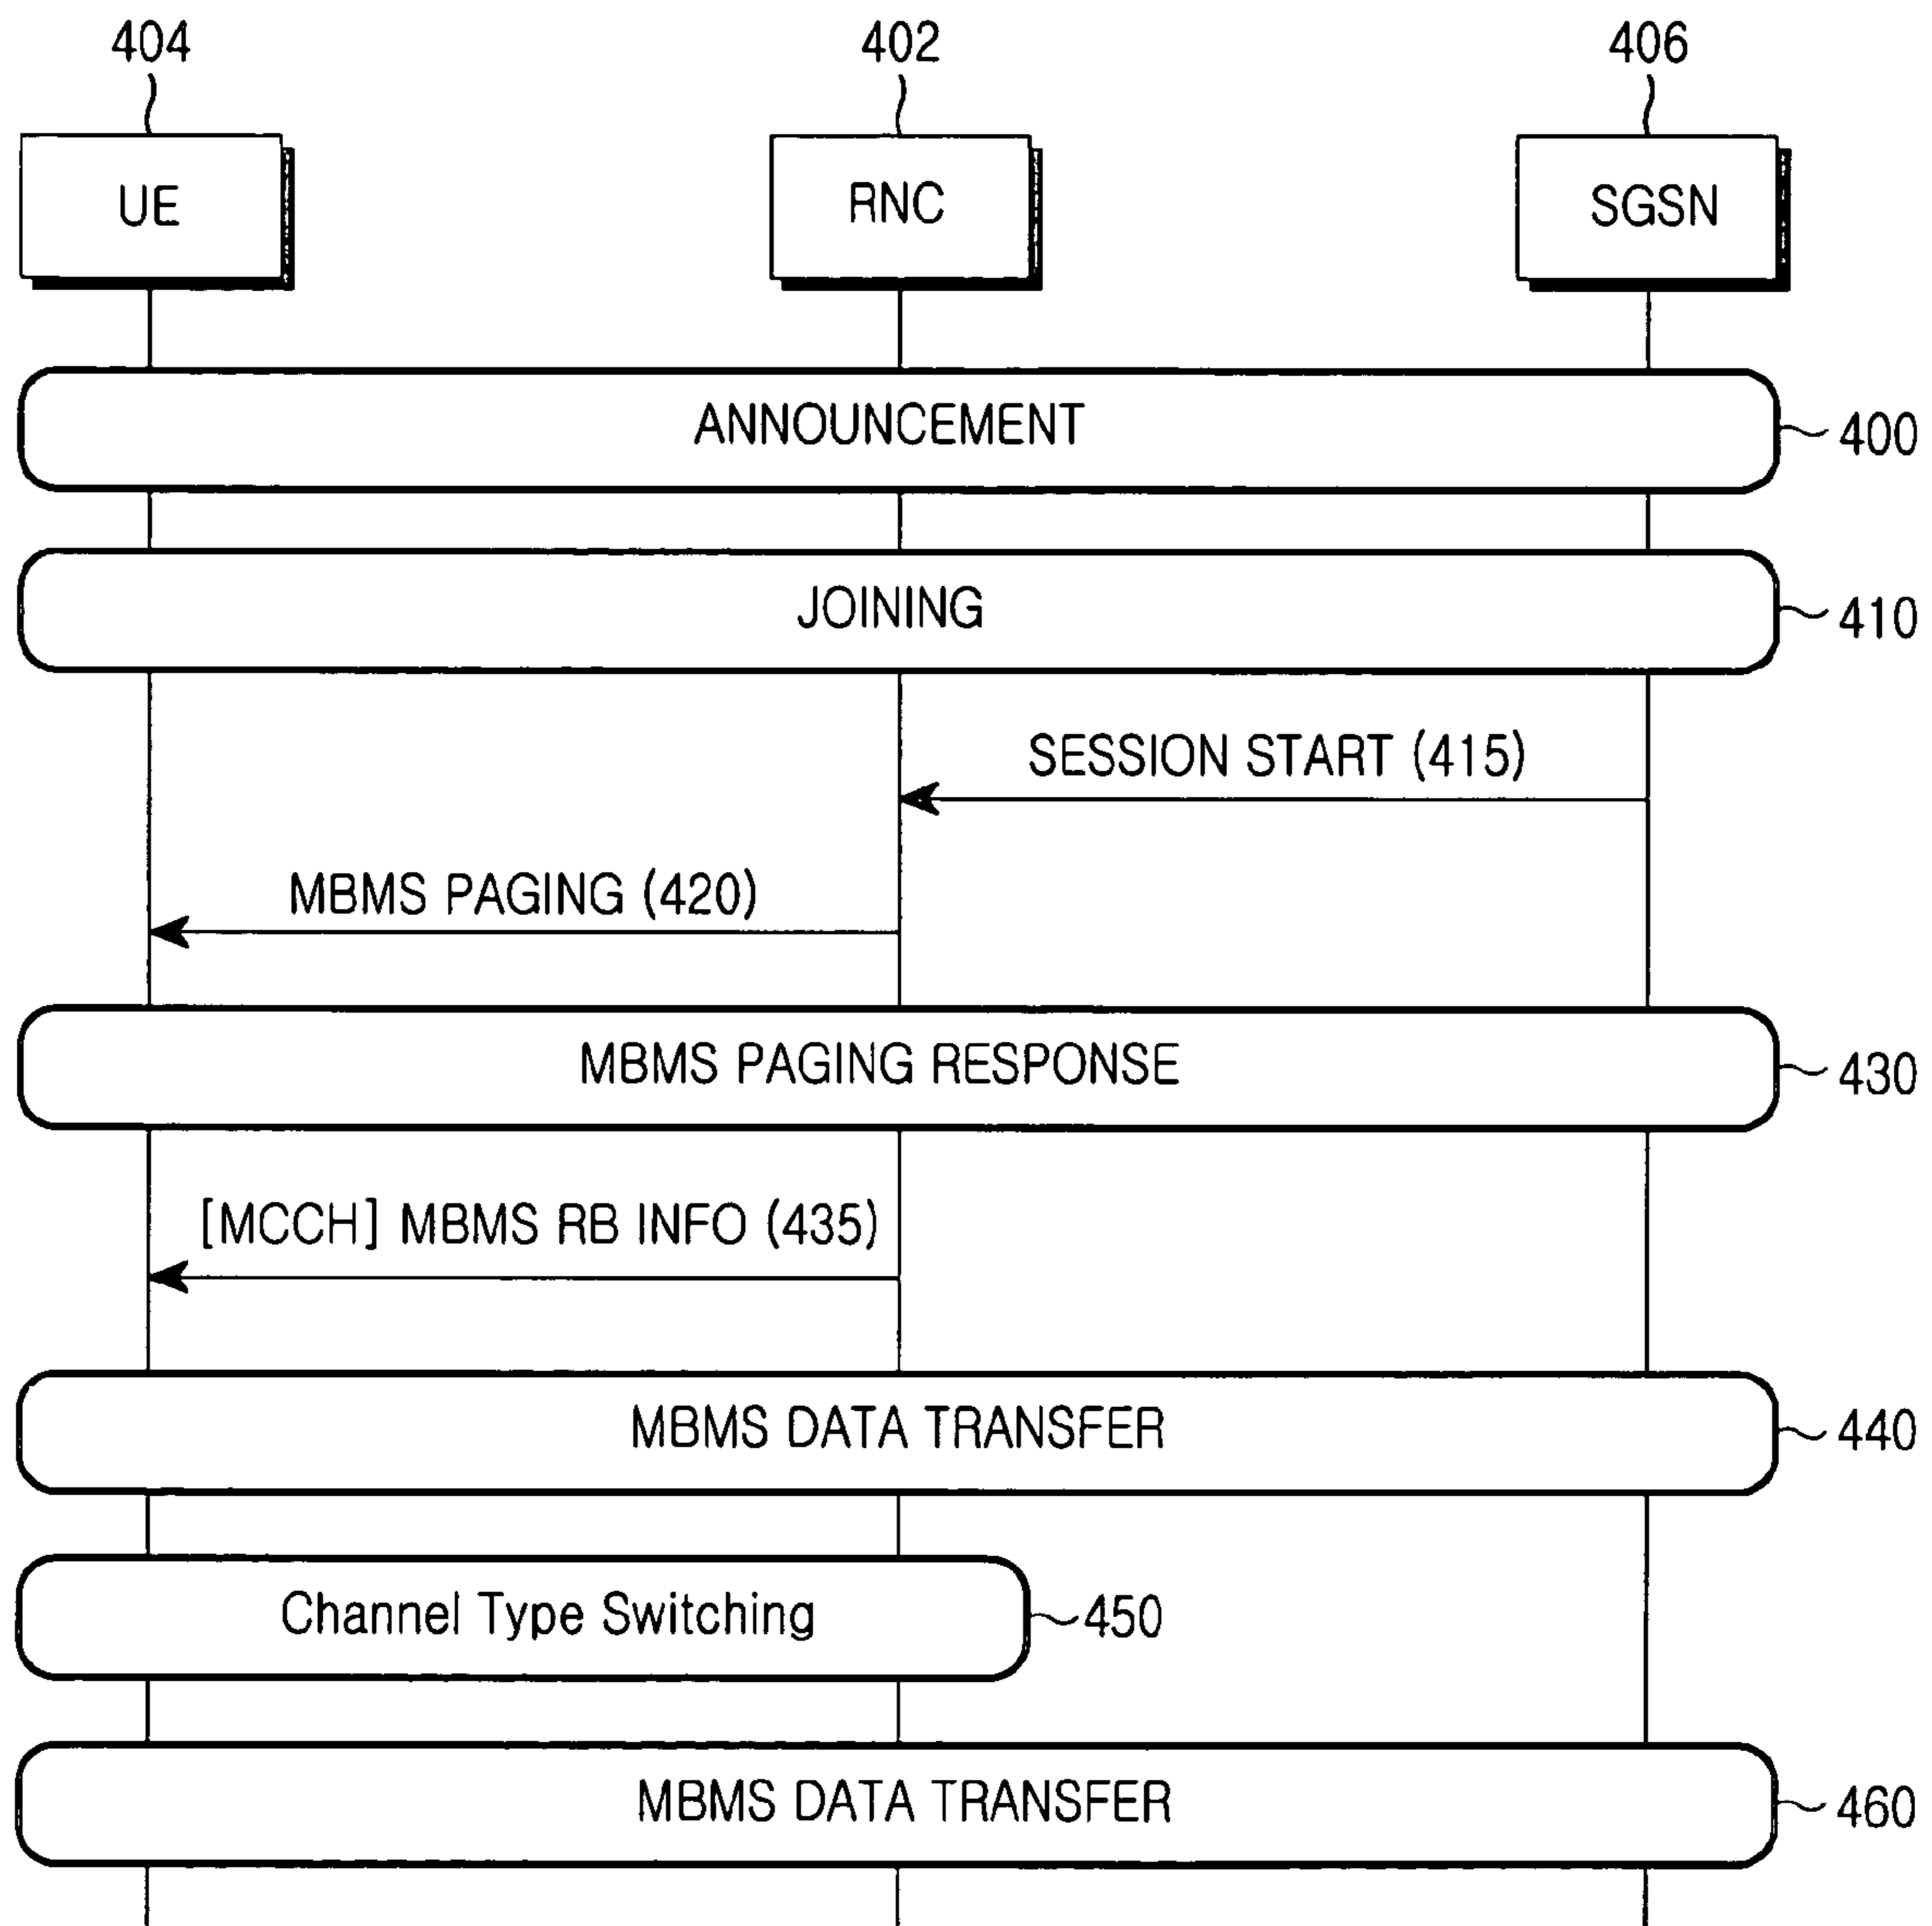 404 402 406
UE RNC SGSN
ANNOUNCEMENT 400
JOINING 410
SESSION START (415)
MBMS PAGING (420)
MBMS PAGING RESPONSE 430
[MCCH] MBMS RB INFO (435)
MBMS DATA TRANSFER 440
Channel Type Switching 450
MBMS DATA TRANSFER 460